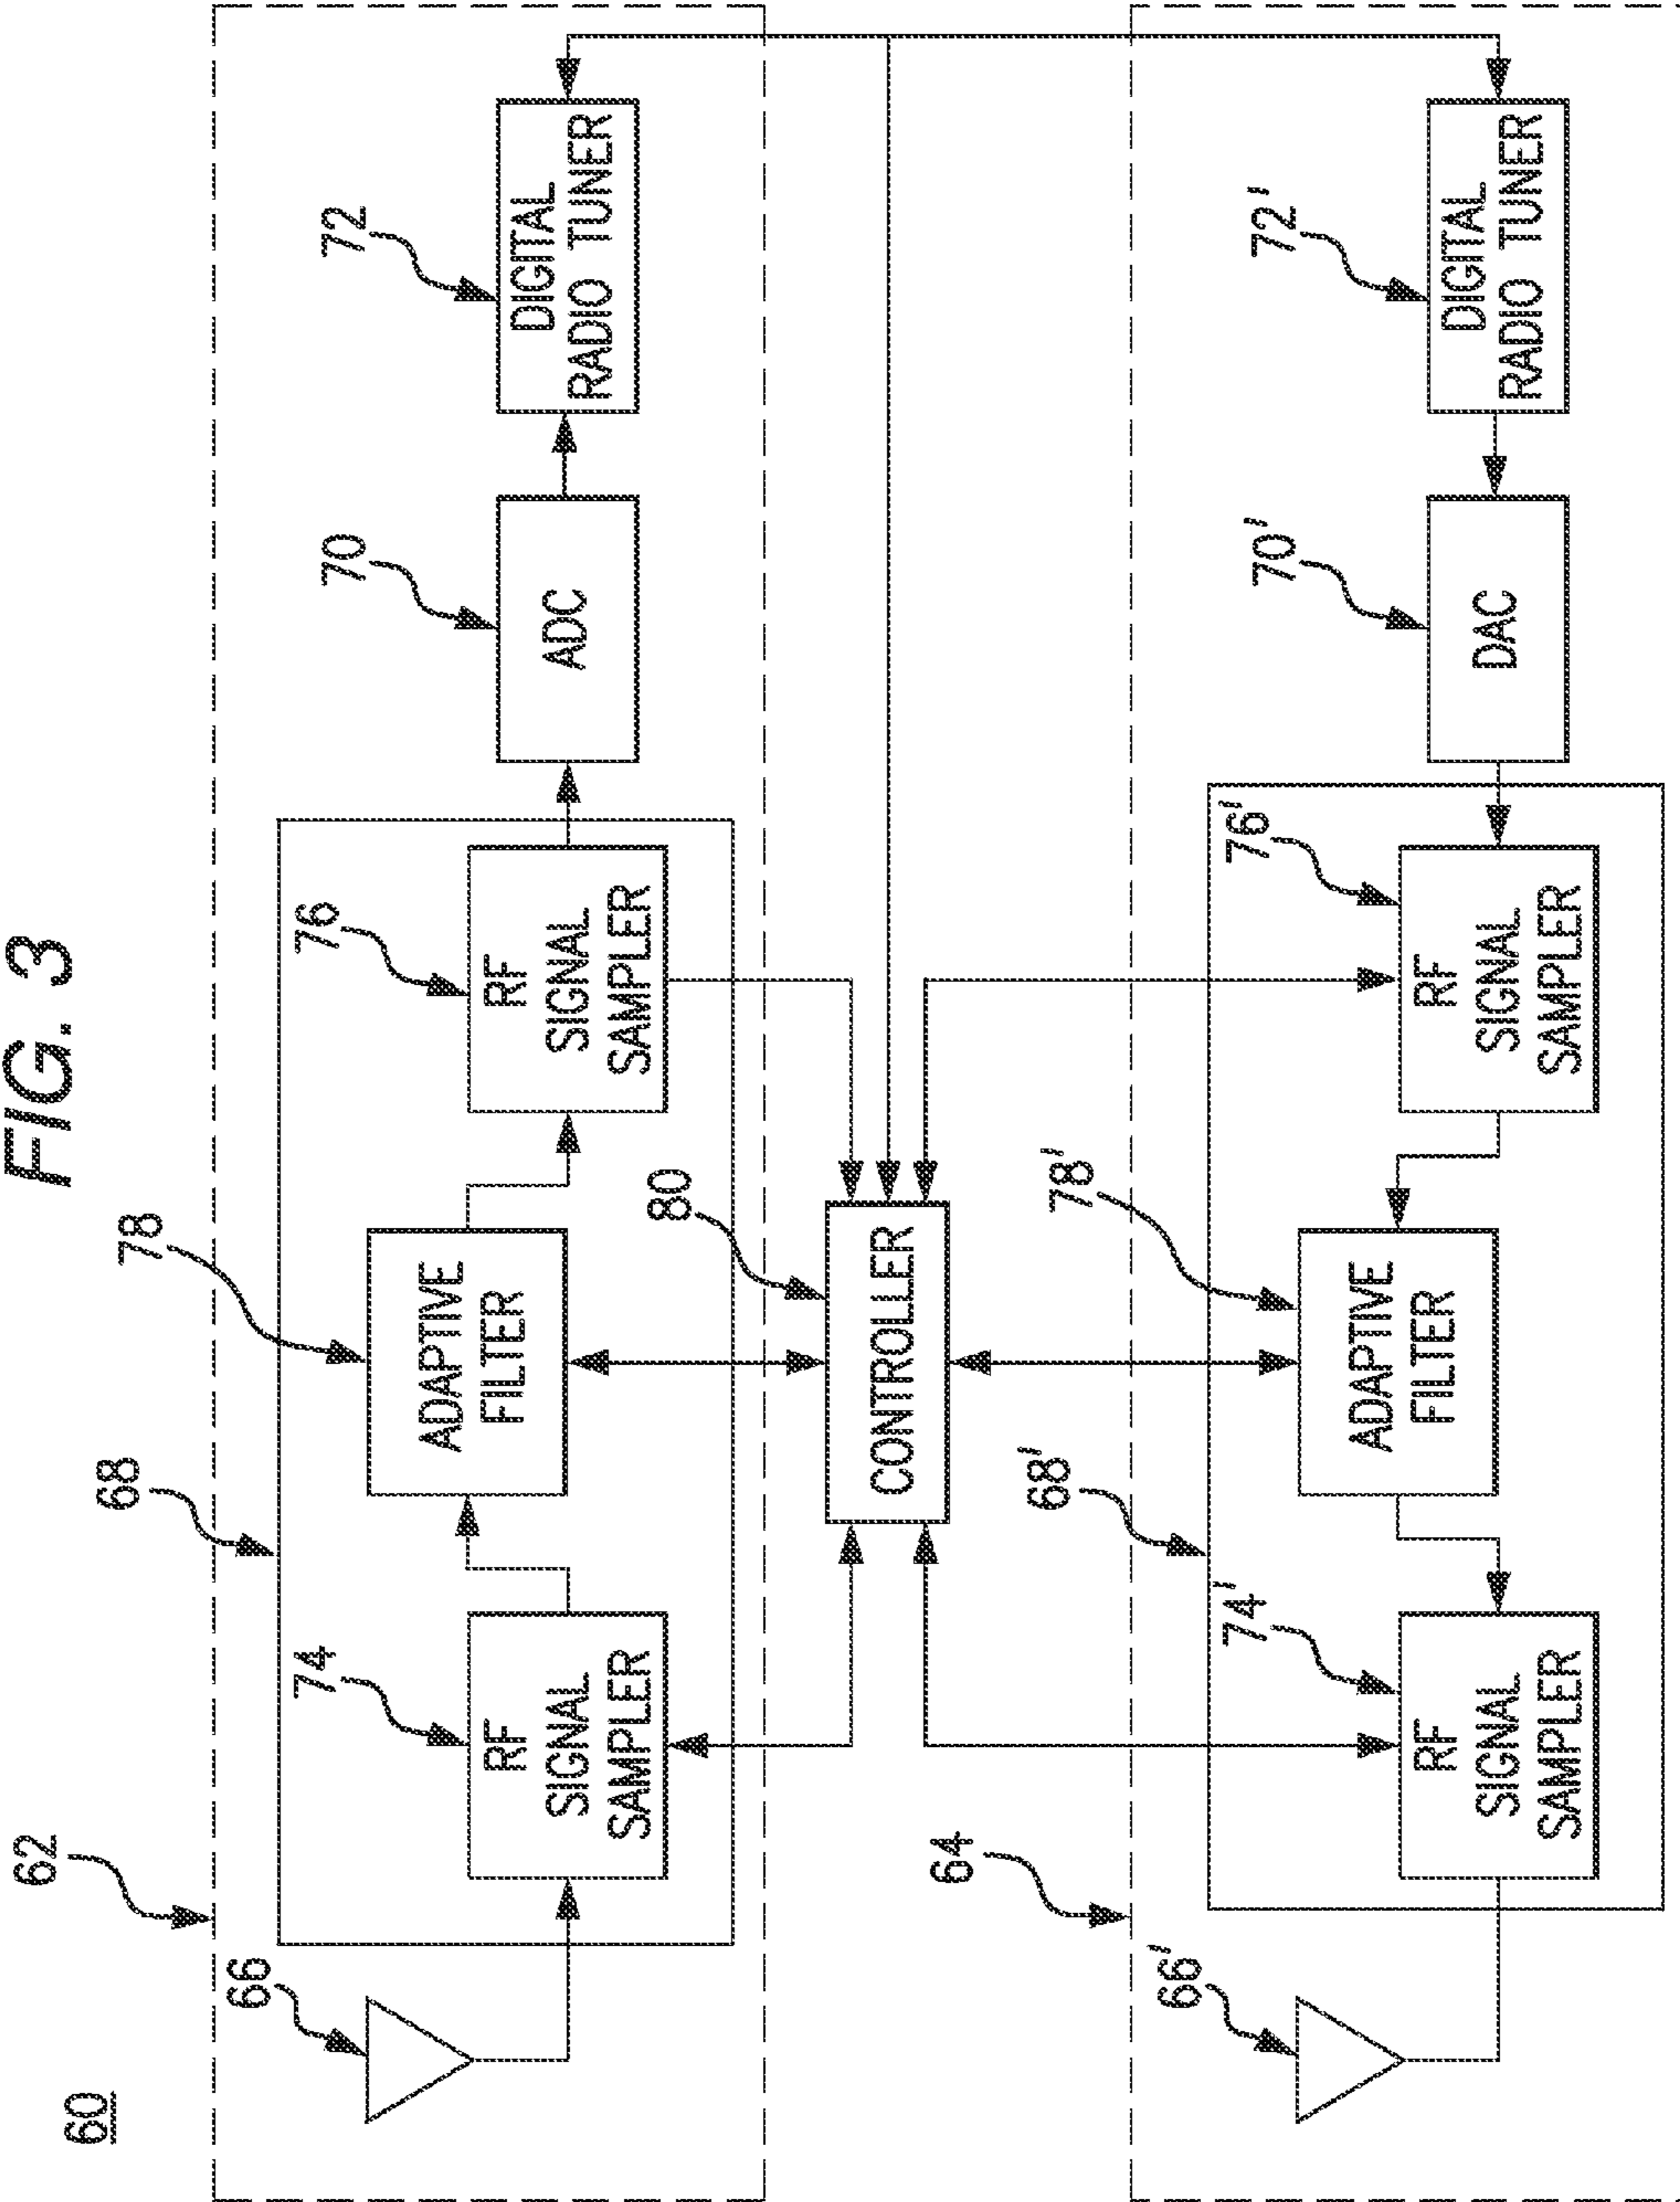 FIG. 3
60
62
66
68
74
RF
SIGNAL
SAMPLER
78
ADAPTIVE
FILTER
76
RF
SIGNAL
SAMPLER
70
ADC
72
DIGITAL
RADIO TUNER
80
CONTROLLER
64
66'
68'
74'
RF
SIGNAL
SAMPLER
78'
ADAPTIVE
FILTER
76'
RF
SIGNAL
SAMPLER
70'
DAC
72'
DIGITAL
RADIO TUNER